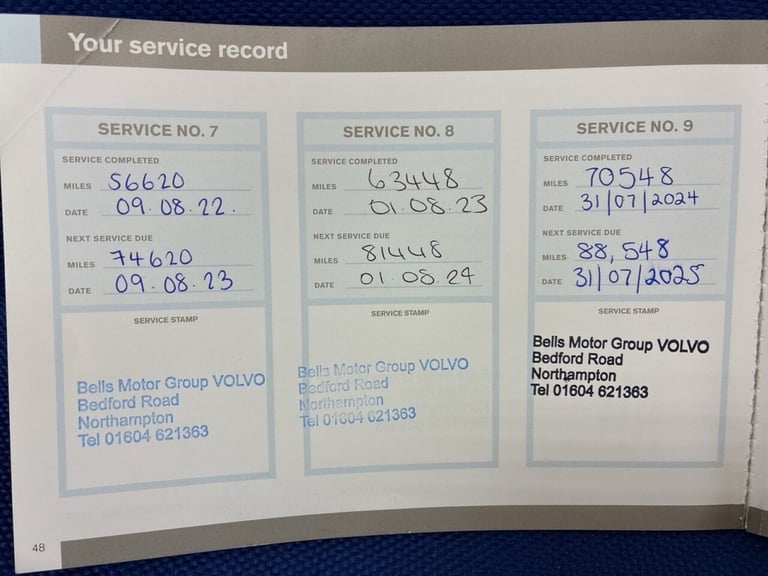 Your service record
SERVICE NO. 7
SERVICE COMPLETED
MILES 56620
DATE 09.08.22.
NEXT SERVICE DUE
MILES 74620
DATE 09.08.23
SERVICE STAMP
Bells Motor Group VOLVO
Bedford Road
Northampton
Tel 01604 621363
SERVICE NO. 8
SERVICE COMPLETED
MILES 63448
DATE 01.08.23
NEXT SERVICE DUE
MILES 81448
DATE 01.08.24
SERVICE STAMP
Bells Motor Group VOLVO
Bedford Road
Northampton
Tel 01604 621363
SERVICE NO. 9
SERVICE COMPLETED
MILES 70548
DATE 31/07/2024
NEXT SERVICE DUE
MILES 88,548
DATE 31/07/2025
SERVICE STAMP
Bells Motor Group VOLVO
Bedford Road
Northampton
Tel 01604 621363
48